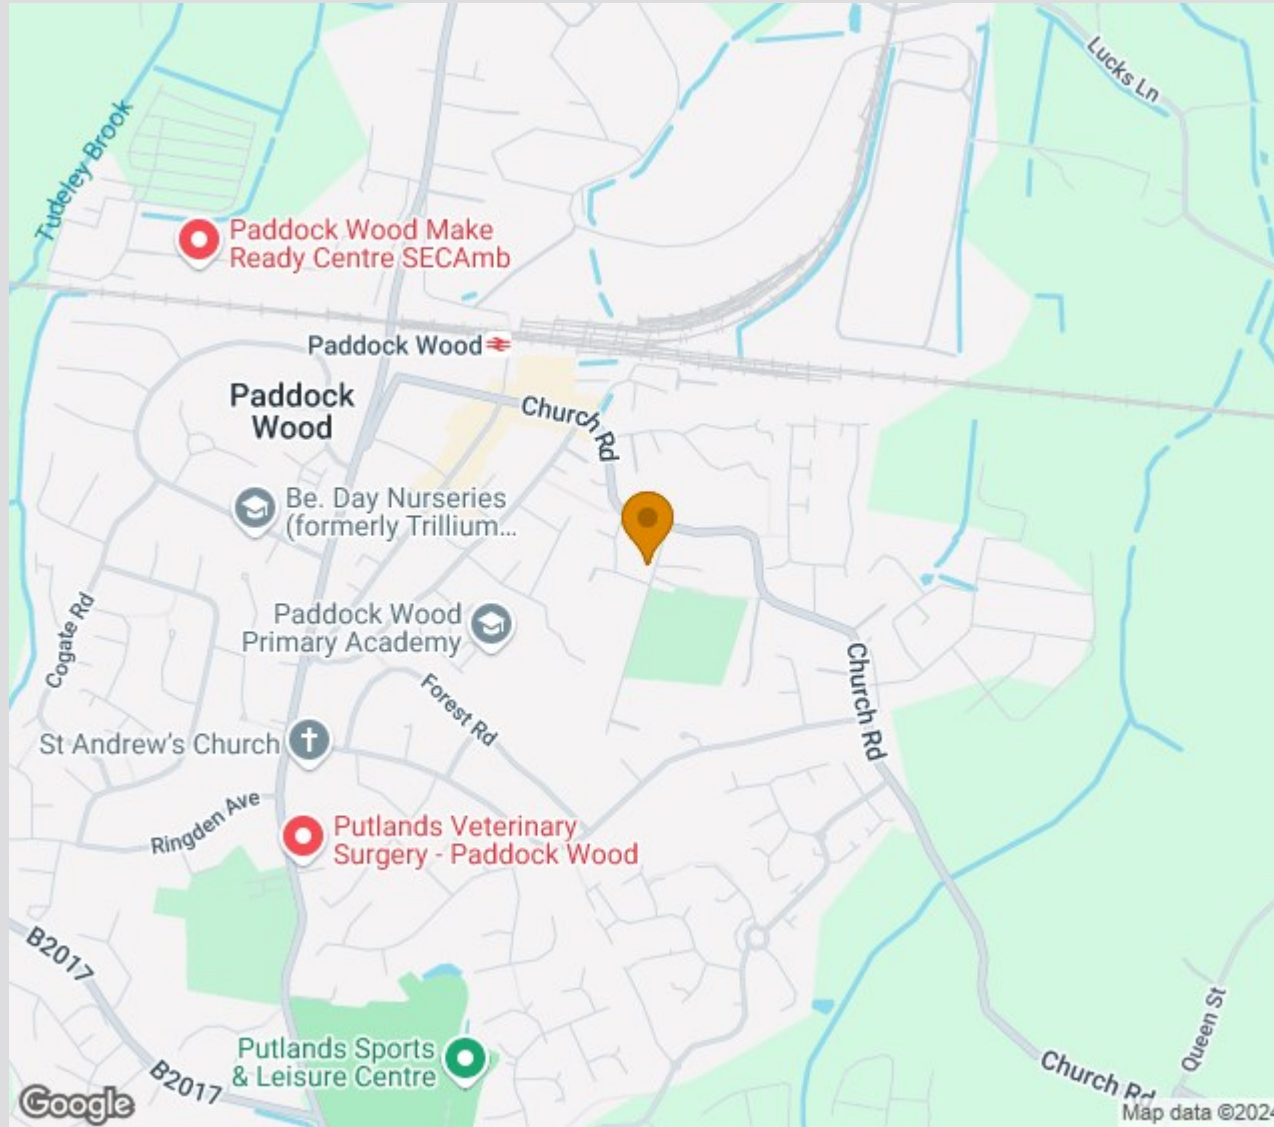 Lucks Ln
Tudeley Brook
Paddock Wood Make
Ready Centre SECAmb
Paddock Wood
Paddock
Wood
Church Rd
Be. Day Nurseries
(formerly Trillium...
Paddock Wood
Primary Academy
Cogate Rd
Forest Rd
Church Rd
St Andrew's Church
Ringden Ave
Putlands Veterinary
Surgery - Paddock Wood
B2017
Queen St
Putlands Sports
& Leisure Centre
B2017
Church Rd
Google
Map data ©2024